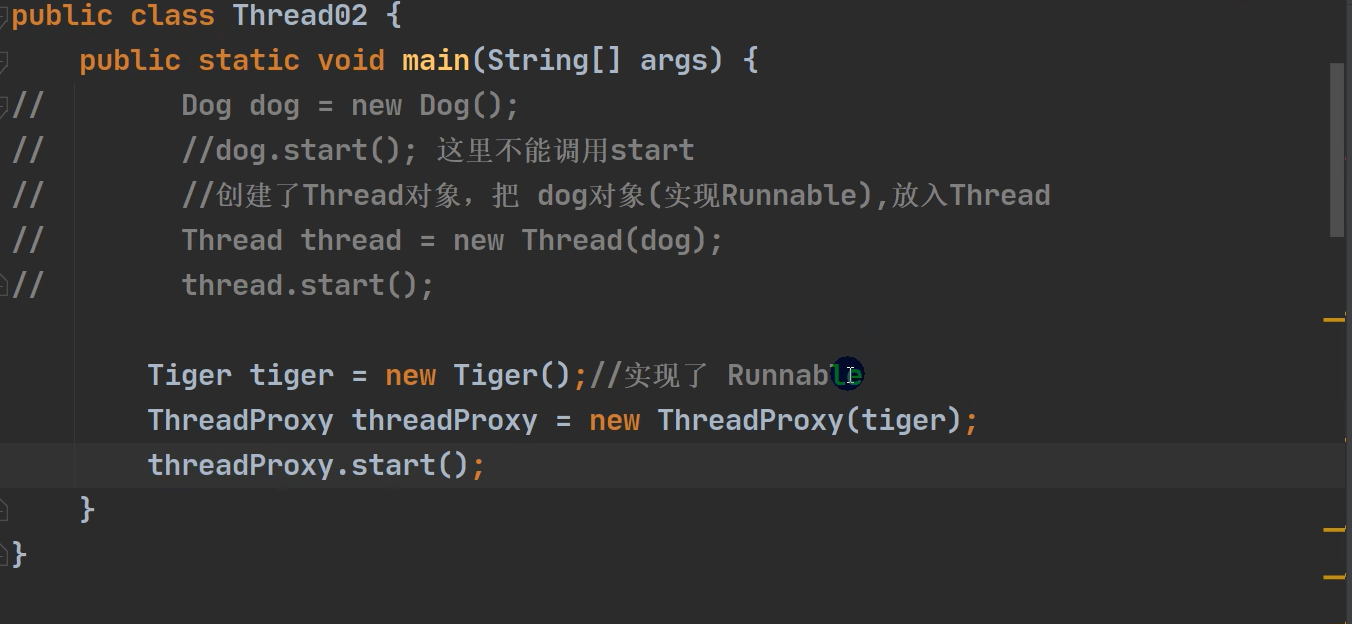 public class Thread02 {
    public static void main(String[] args) {
//        Dog dog = new Dog();
//        //dog.start(); 这里不能调用start
//        //创建了Thread对象，把 dog对象(实现Runnable),放入Thread
//        Thread thread = new Thread(dog);
//        thread.start();
        Tiger tiger = new Tiger();//实现了 Runnable
        ThreadProxy threadProxy = new ThreadProxy(tiger);
        threadProxy.start();
    }
}